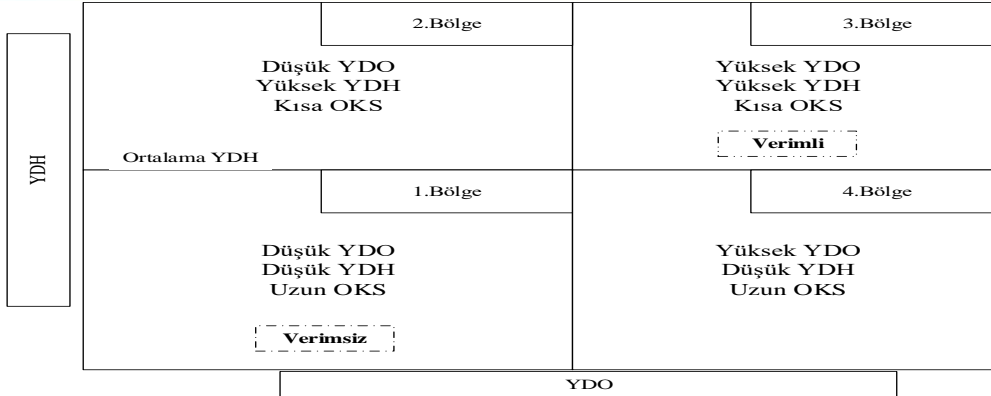 2.Bölge
Düşük YDO
Yüksek YDH
Kısa OKS
3.Bölge
Yüksek YDO
Yüksek YDH
Kısa OKS
Verimli
YDH
Ortalama YDH
1.Bölge
Düşük YDO
Düşük YDH
Uzun OKS
Verimsiz
4.Bölge
Yüksek YDO
Düşük YDH
Uzun OKS
YDO